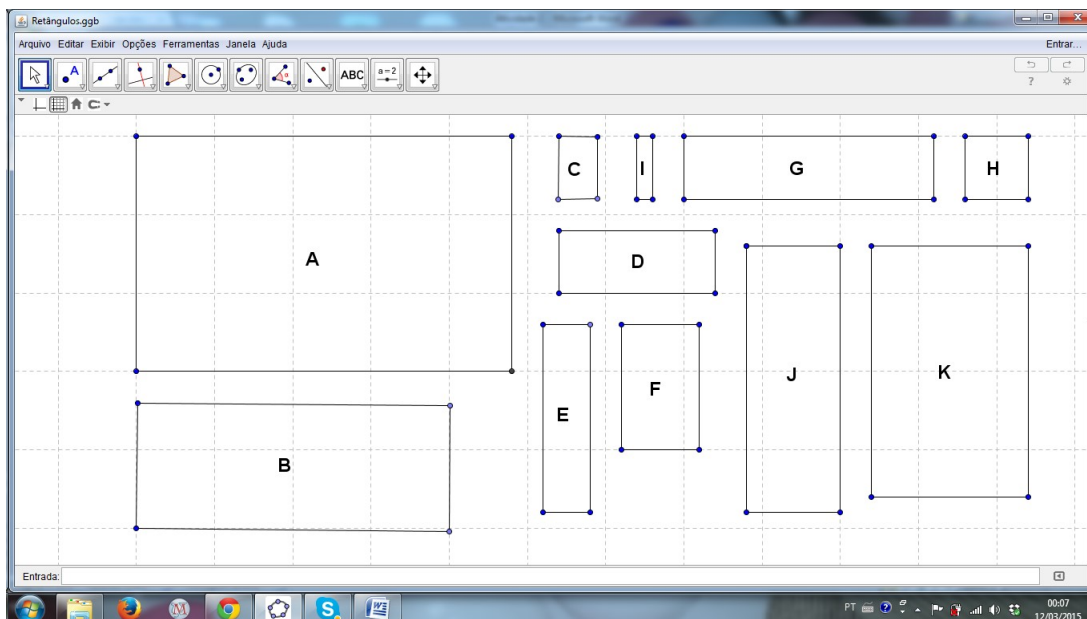 Retângulos.ggb
Arquivo Editar Exibir Opções Ferramentas Janela Ajuda
Entrar...
A
ABC
a=2
?
C
I
G
H
A
D
J
K
F
E
B
Entrada:
PT
00:07
12/03/2015